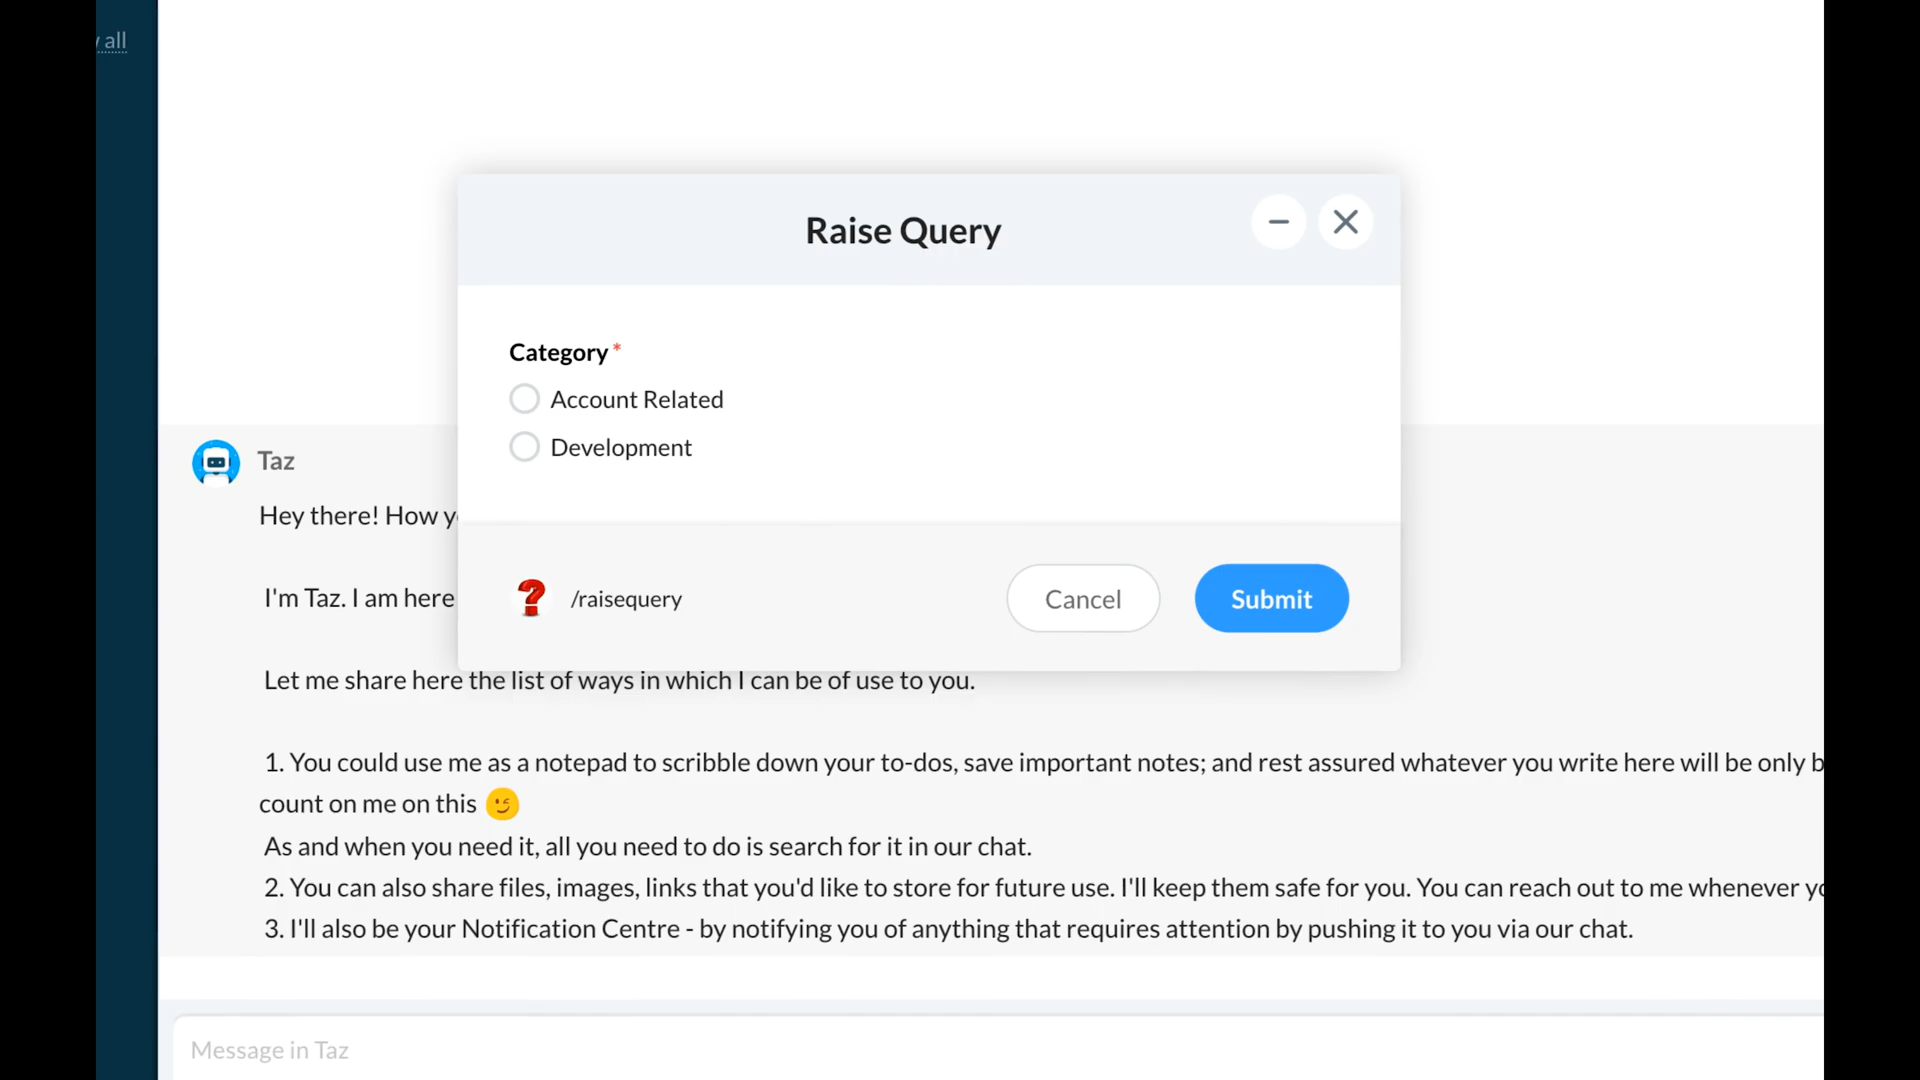 all
Raise Query
Category *
Account Related
Development
Taz
Hey there! How
I'm Taz. I am here
/raisequery
Cancel
Submit
Let me share here the list of ways in which I can be of use to you.
1. You could use me as a notepad to scribble down your to-dos, save important notes; and rest assured whatever you write here will be only
count on me on this 😉
As and when you need it, all you need to do is search for it in our chat.
2. You can also share files, images, links that you'd like to store for future use. I'll keep them safe for you. You can reach out to me whenever
3. I'll also be your Notification Centre - by notifying you of anything that requires attention by pushing it to you via our chat.
Message in Taz